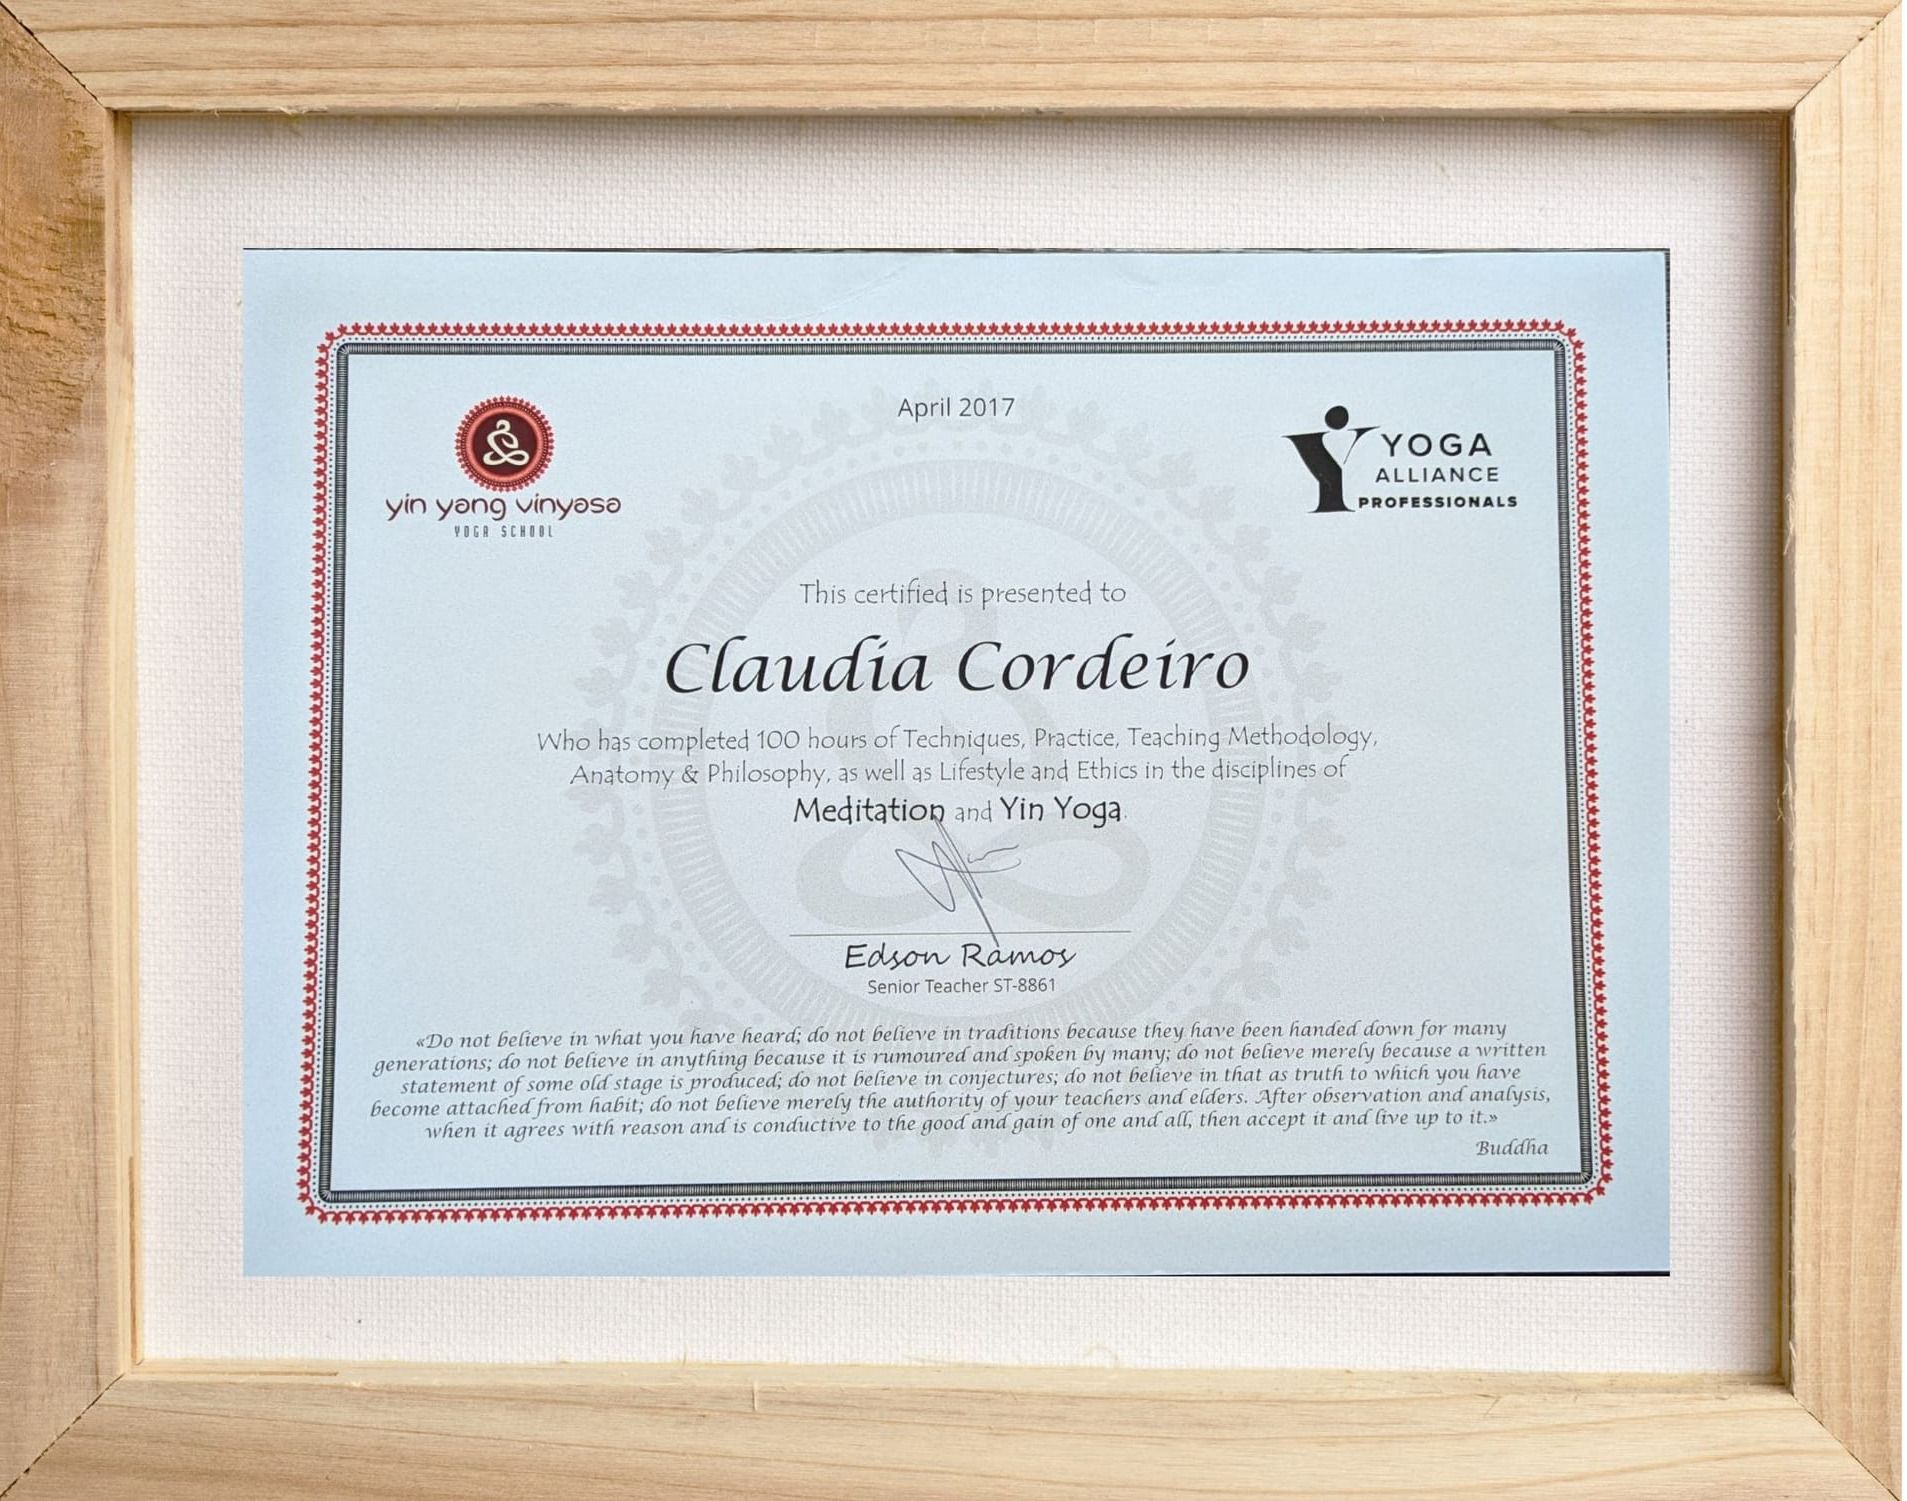 April 2017
yin yang vinyasa
YOGA SCHOOL
YOGA
ALLIANCE
PROFESSIONALS
This certified is presented to
Claudia Cordeiro
Who has completed 100 hours of Techniques, Practice, Teaching Methodology,
Anatomy & Philosophy, as well as Lifestyle and Ethics in the disciplines of
Meditation and Yin Yoga.
Edson Ramos
Senior Teacher ST-8861
«Do not believe in what you have heard; do not believe in traditions because they have been handed down for many
generations; do not believe in anything because it is rumoured and spoken by many; do not believe merely because a written
statement of some old stage is produced; do not believe in conjectures; do not believe in that as truth to which you have
become attached from habit; do not believe merely the authority of your teachers and elders. After observation and analysis,
when it agrees with reason and is conductive to the good and gain of one and all, then accept it and live up to it.»
Buddha